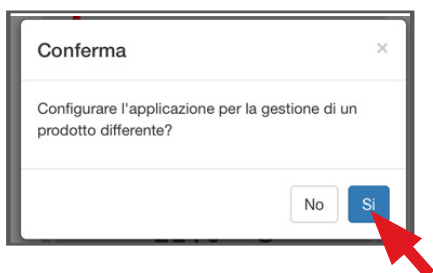 Conferma ×
Configurare l'applicazione per la gestione di un
prodotto differente?
No Si